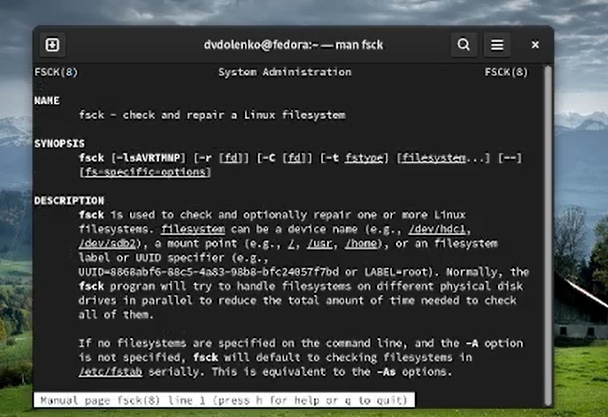 dvdolenko@fedora:~ — man fsck
FSCK(8) System Administration FSCK(8)
NAME
fsck - check and repair a Linux filesystem
SYNOPSIS
fsck [-lsAVRTMNP] [-r [fd]] [-C [fd]] [-t fstype] [filesystem...] [--]
[fs-specific-options]
DESCRIPTION
fsck is used to check and optionally repair one or more Linux
filesystems. filesystem can be a device name (e.g., /dev/hdc1,
/dev/sdb2), a mount point (e.g., /, /usr, /home), or an filesystem
label or UUID specifier (e.g.,
UUID=8868abf6-88c5-4a83-98b8-bfc24057f7bd or LABEL=root). Normally, the
fsck program will try to handle filesystems on different physical disk
drives in parallel to reduce the total amount of time needed to check
all of them.
If no filesystems are specified on the command line, and the -A option
is not specified, fsck will default to checking filesystems in
/etc/fstab serially. This is equivalent to the -As options.
Manual page fsck(8) line 1 (press h for help or q to quit)